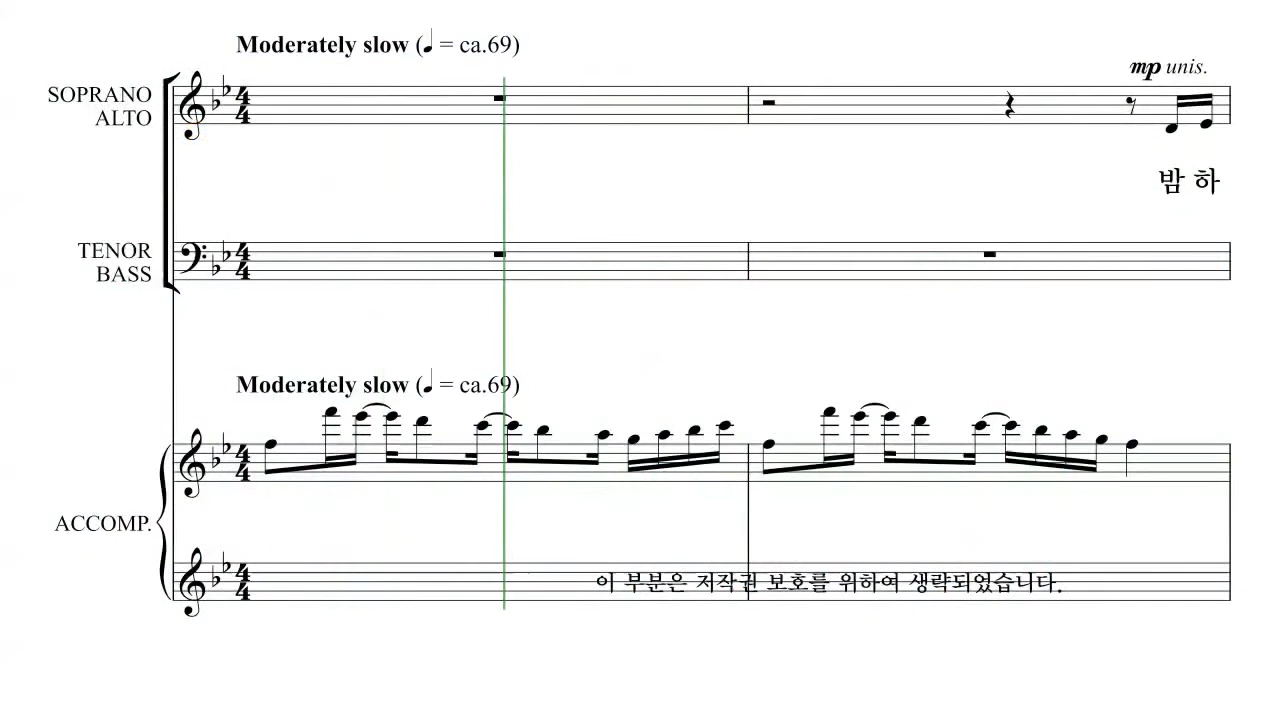 Moderately slow (♩ = ca.69)
mp unis.
SOPRANO
ALTO
밤 하
TENOR
BASS
Moderately slow (♩ = ca.69)
ACCOMP.
이 부분은 저작권 보호를 위하여 생략되었습니다.